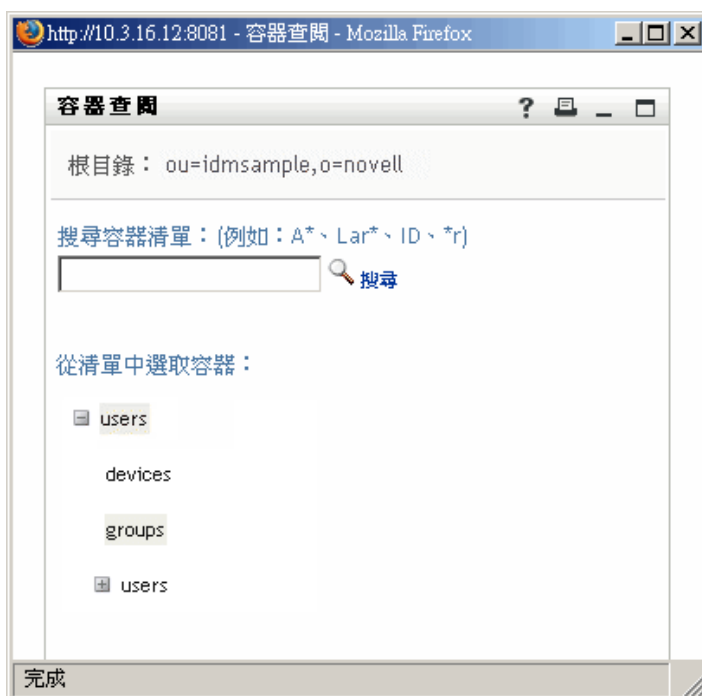 http://10.3.16.12:8081 - 容器查閱 - Mozilla Firefox
容器查閱
根目錄： ou=idmsample,o=novell
搜尋容器清單：(例如：A*、Lar*、ID、*r)
搜尋
從清單中選取容器：
users
devices
groups
users
完成